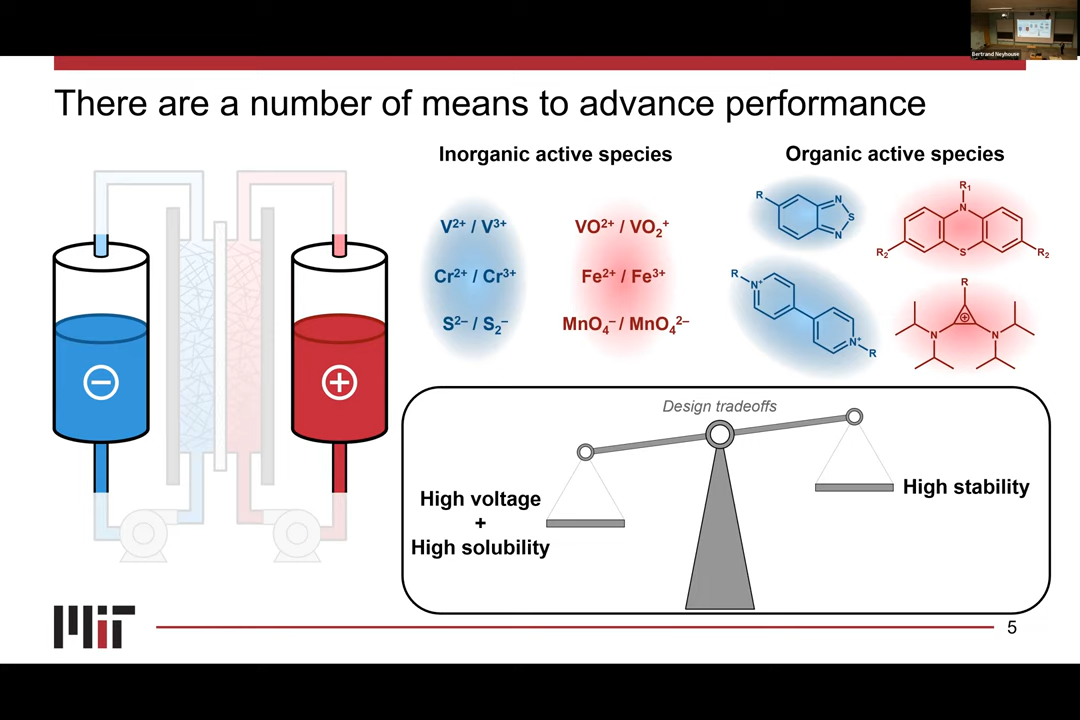 Bertrand Neyhouse
There are a number of means to advance performance
Inorganic active species
Organic active species
V²⁺ / V³⁺
VO²⁺ / VO₂⁺
Cr²⁺ / Cr³⁺
Fe²⁺ / Fe³⁺
S²⁻ / S₂⁻
MnO₄⁻ / MnO₄²⁻
R
N
S
N
R₁
N
S
R₂
R₂
R
N⁺
N⁺
R
R
⊕
N
N
−
+
Design tradeoffs
High voltage
+
High solubility
High stability
MIT
5